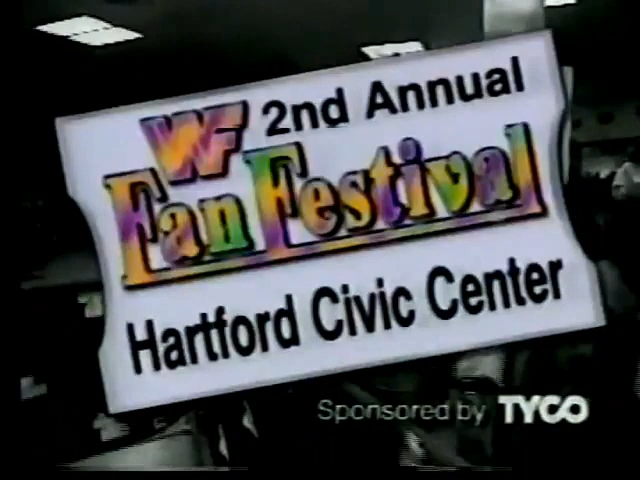 WF 2nd Annual
Fan Festival
Hartford Civic Center
Sponsored by TYCO